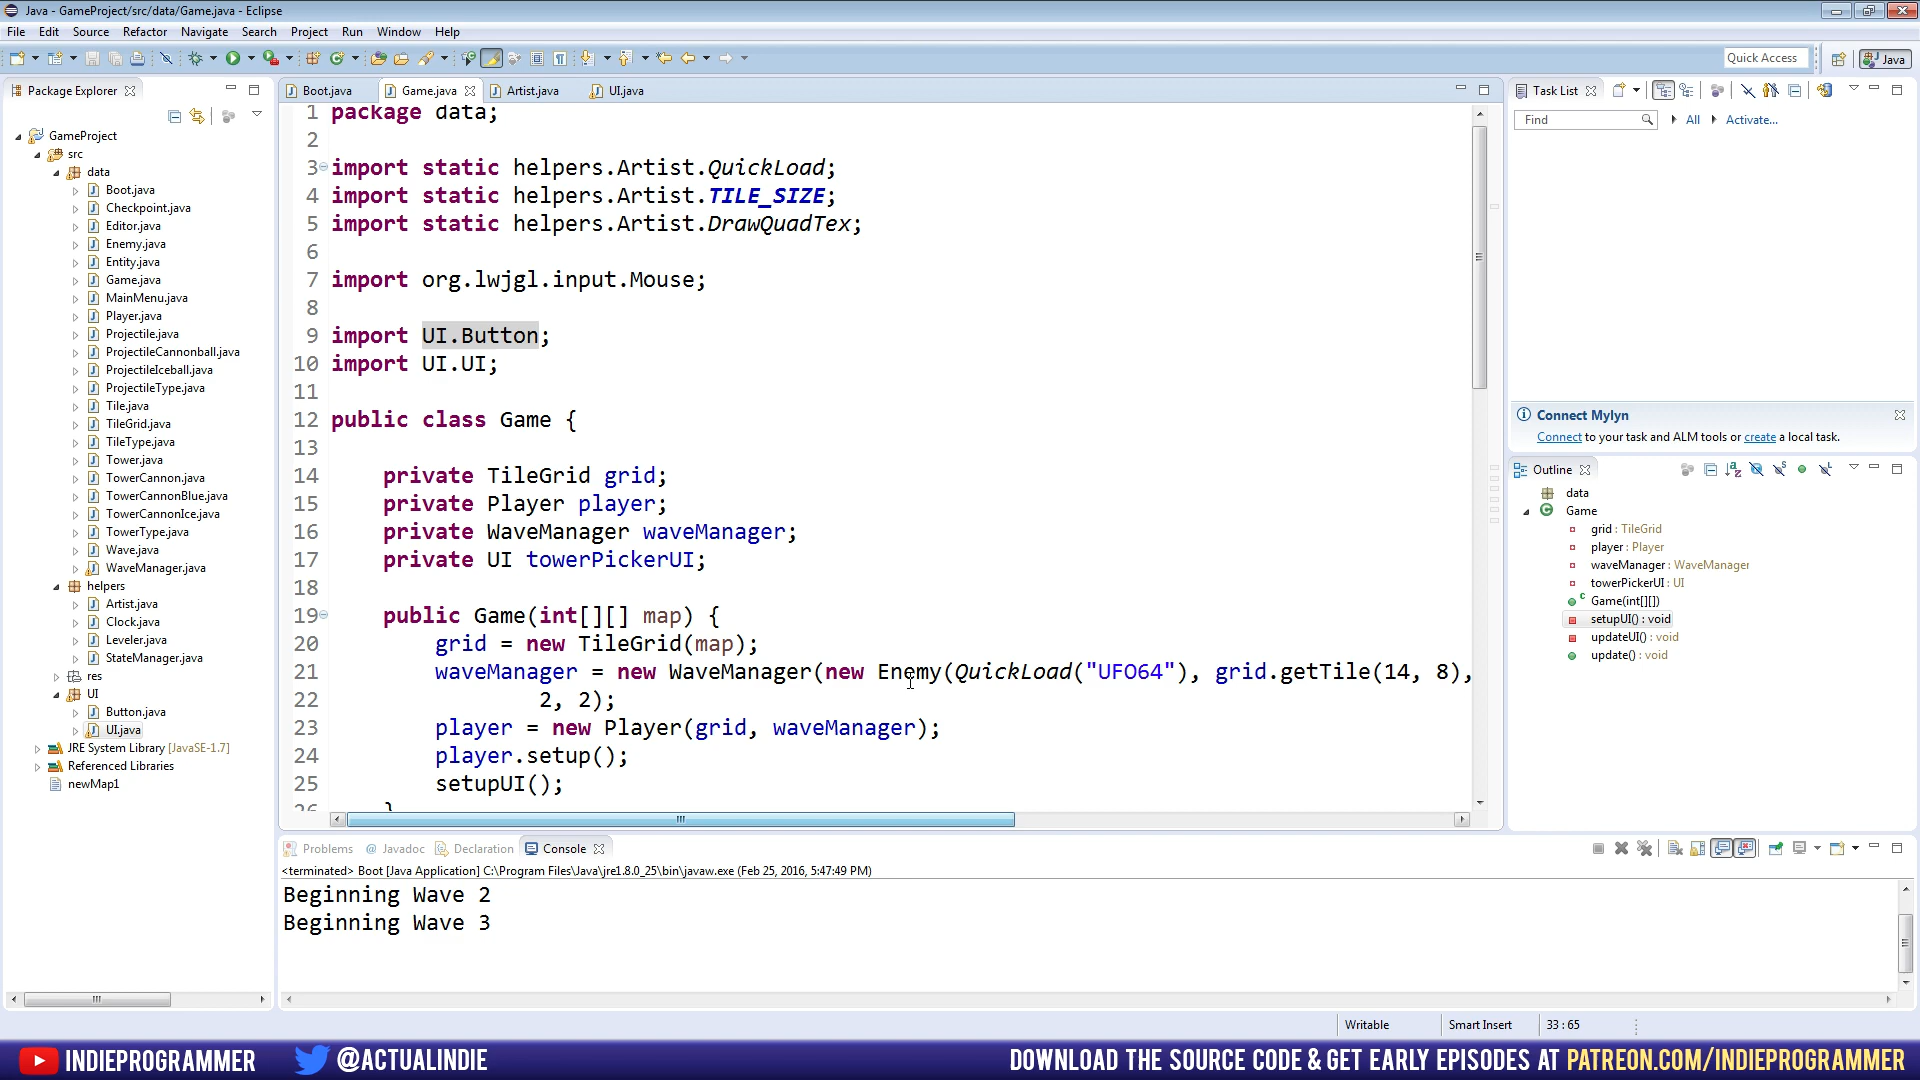 Java - GameProject/src/data/Game.java - Eclipse
File Edit Source Refactor Navigate Search Project Run Window Help
Quick Access
Java
Package Explorer
GameProject
src
data
Boot.java
Checkpoint.java
Editor.java
Enemy.java
Entity.java
Game.java
MainMenu.java
Player.java
Projectile.java
ProjectileCannonball.java
ProjectileIceball.java
ProjectileType.java
Tile.java
TileGrid.java
TileType.java
Tower.java
TowerCannon.java
TowerCannonBlue.java
TowerCannonIce.java
TowerType.java
Wave.java
WaveManager.java
helpers
Artist.java
Clock.java
Leveler.java
StateManager.java
res
UI
Button.java
UI.java
JRE System Library [JavaSE-1.7]
Referenced Libraries
newMap1
Boot.java Game.java Artist.java UI.java
1 package data;
2
3 import static helpers.Artist.QuickLoad;
4 import static helpers.Artist.TILE_SIZE;
5 import static helpers.Artist.DrawQuadTex;
6
7 import org.lwjgl.input.Mouse;
8
9 import UI.Button;
10 import UI.UI;
11
12 public class Game {
13
14 private TileGrid grid;
15 private Player player;
16 private WaveManager waveManager;
17 private UI towerPickerUI;
18
19 public Game(int[][] map) {
20 grid = new TileGrid(map);
21 waveManager = new WaveManager(new Enemy(QuickLoad("UFO64"), grid.getTile(14, 8),
22 2, 2);
23 player = new Player(grid, waveManager);
24 player.setup();
25 setupUI();
26 }
Task List
Find
All
Activate...
Connect Mylyn
Connect to your task and ALM tools or create a local task.
Outline
data
Game
grid : TileGrid
player : Player
waveManager : WaveManager
towerPickerUI : UI
Game(int[][])
setupUI() : void
updateUI() : void
update() : void
Problems @ Javadoc Declaration Console
<terminated> Boot [Java Application] C:\Program Files\Java\jre1.8.0_25\bin\javaw.exe (Feb 25, 2016, 5:47:49 PM)
Beginning Wave 2
Beginning Wave 3
Writable Smart Insert 33 : 65
INDIEPROGRAMMER @ACTUALINDIE DOWNLOAD THE SOURCE CODE & GET EARLY EPISODES AT PATREON.COM/INDIEPROGRAMMER